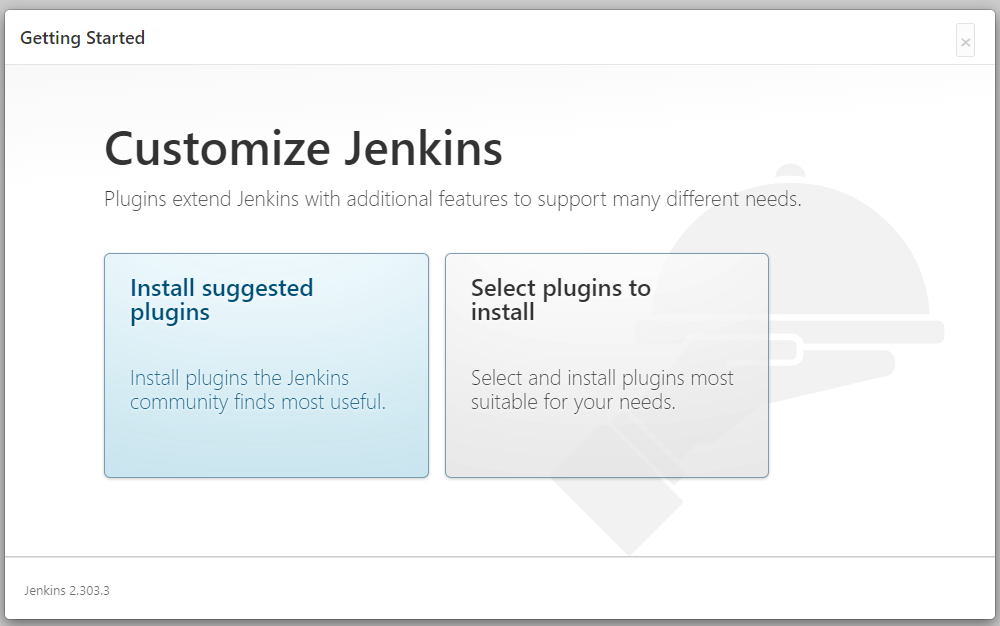 Getting Started
×
Customize Jenkins
Plugins extend Jenkins with additional features to support many different needs.
Install suggested
plugins
Install plugins the Jenkins
community finds most useful.
Select plugins to
install
Select and install plugins most
suitable for your needs.
Jenkins 2.303.3